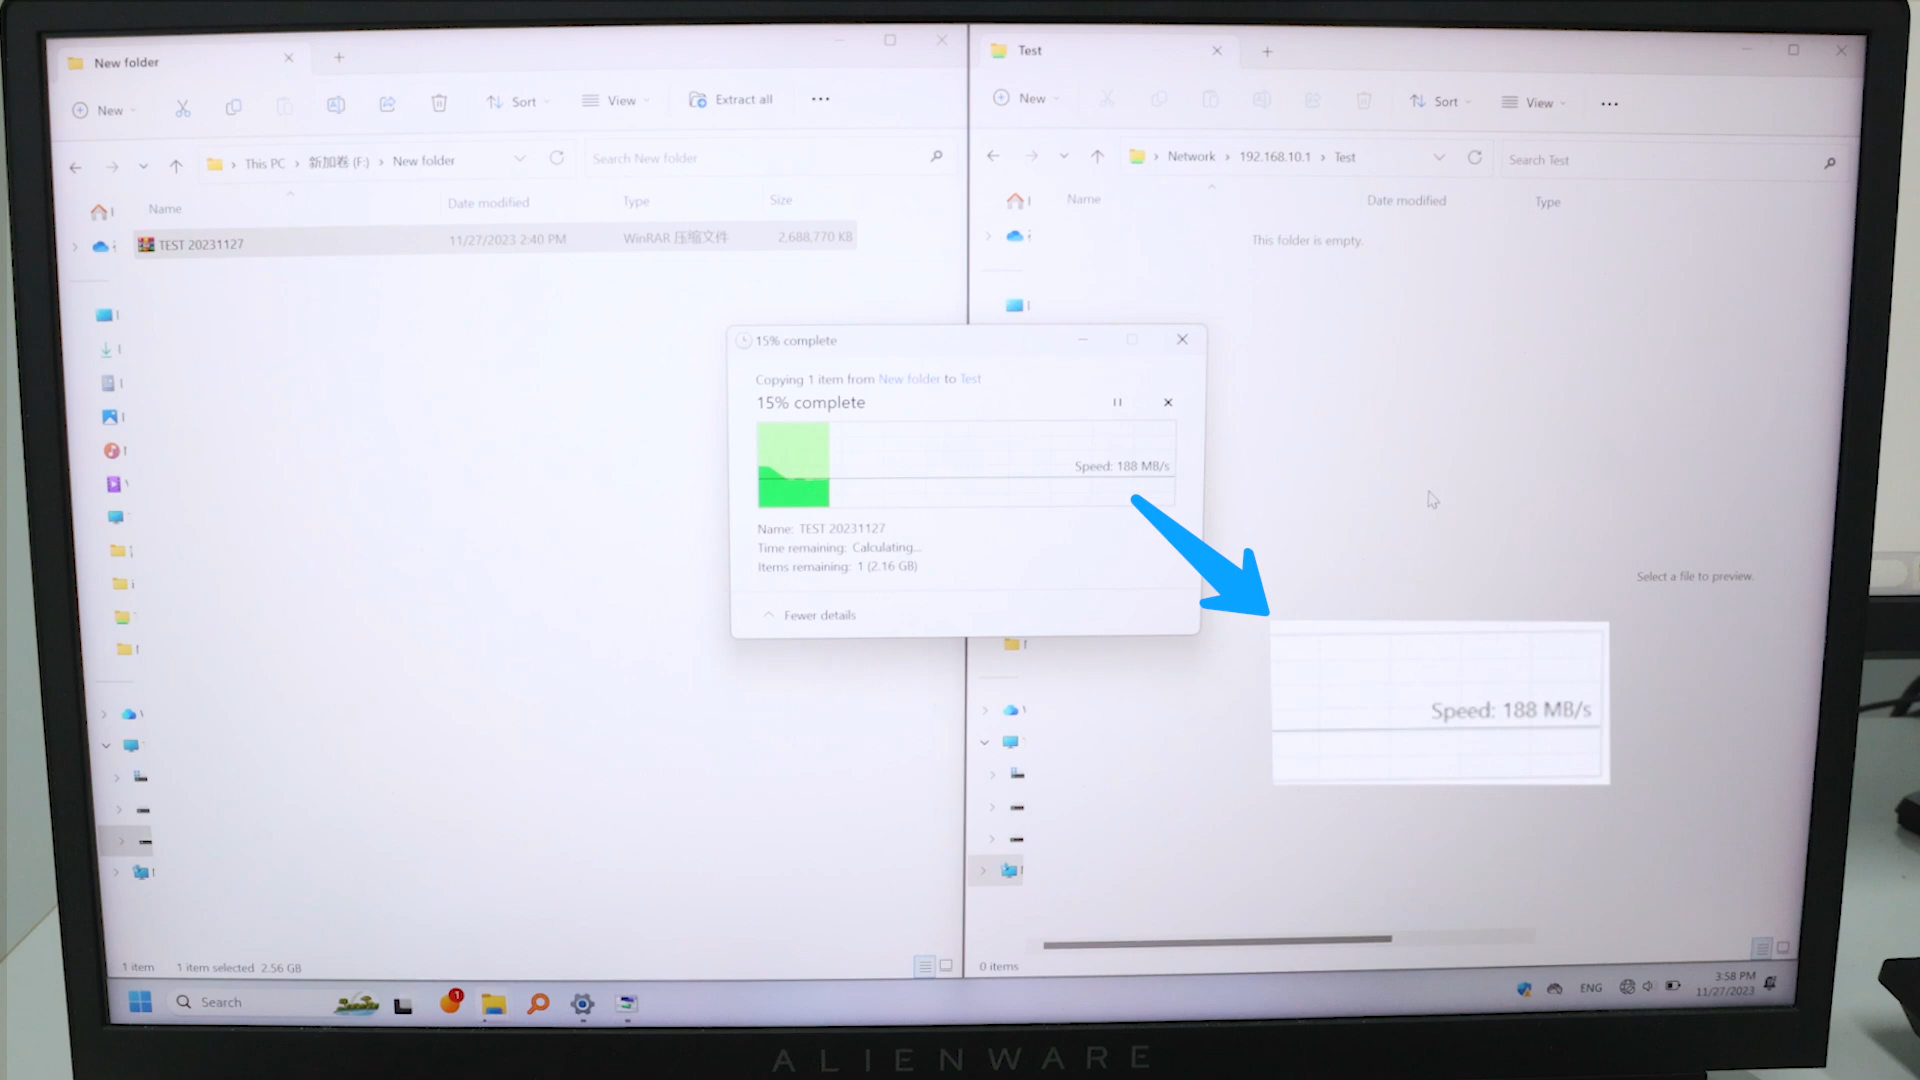 New folder
New
Sort
View
Extract all
This PC › 新加卷 (F:) › New folder
Search New folder
Name
Date modified
Type
Size
TEST 20231127
11/27/2023 2:40 PM
WinRAR 压缩文件
2,688,770 KB
1 item
1 item selected 2.56 GB
Test
New
Sort
View
Network › 192.168.10.1 › Test
Search Test
Name
Date modified
Type
This folder is empty.
Select a file to preview.
0 items
15% complete
Copying 1 item from New folder to Test
15% complete
Speed: 188 MB/s
Name: TEST 20231127
Time remaining: Calculating...
Items remaining: 1 (2.16 GB)
Fewer details
Speed: 188 MB/s
Search
1
ENG
3:58 PM
11/27/2023
ALIENWARE